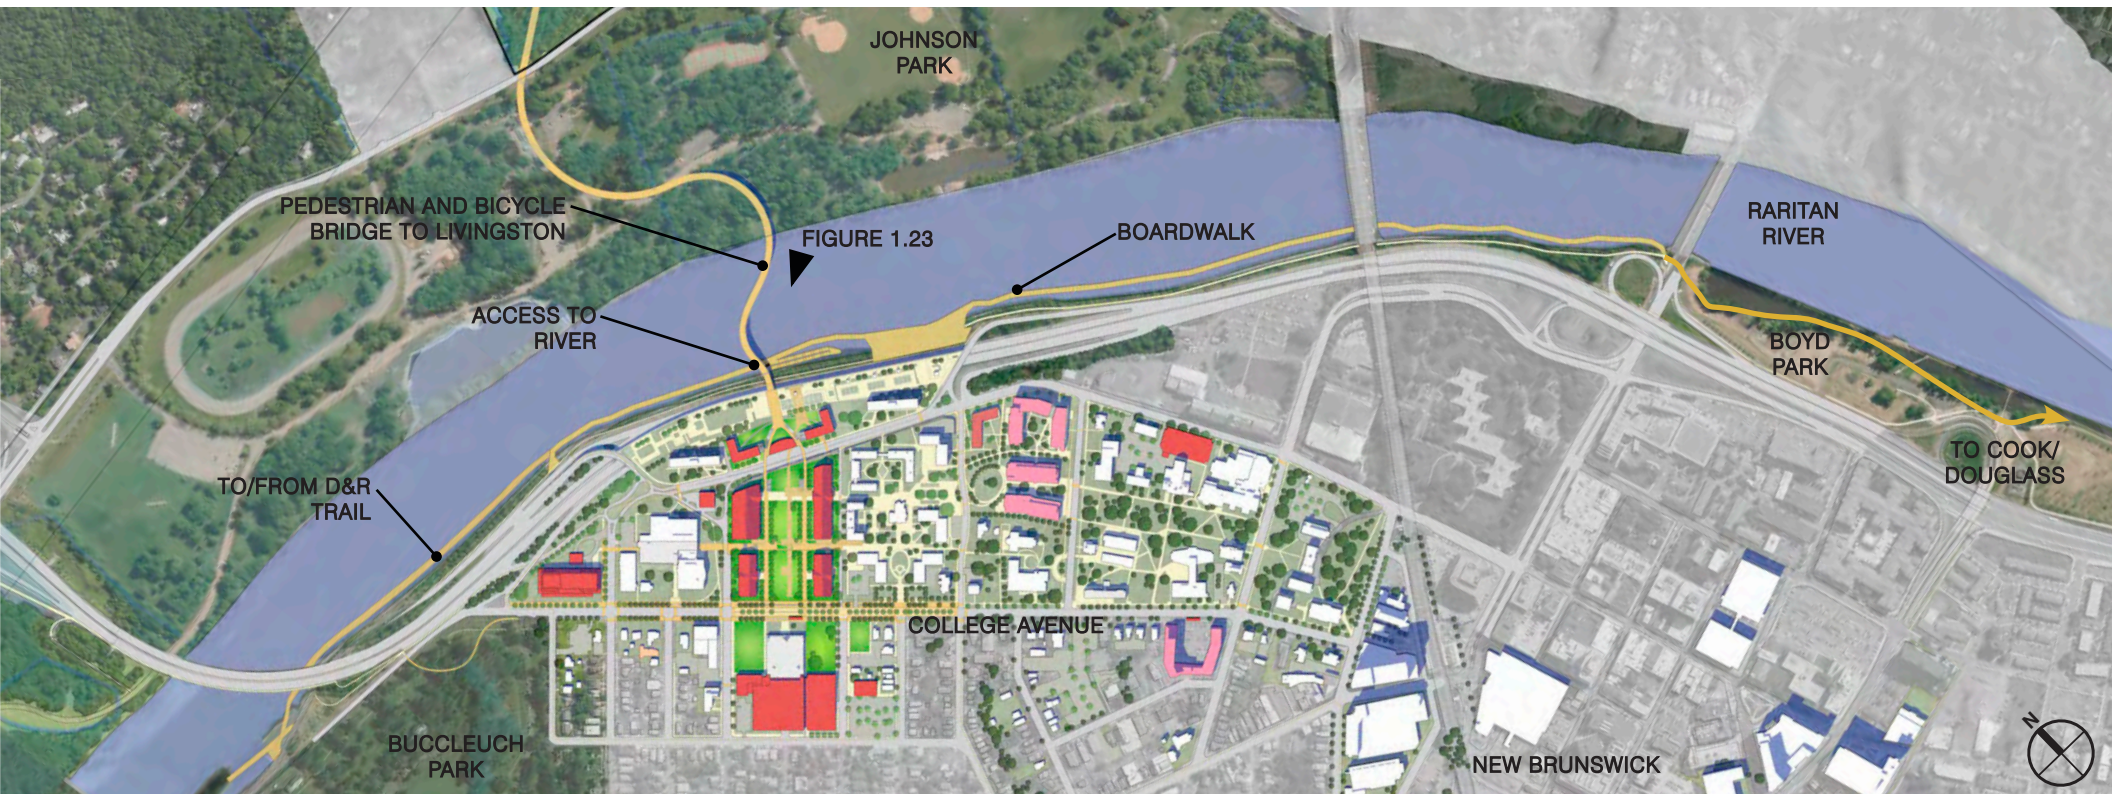 JOHNSON
PARK
PEDESTRIAN AND BICYCLE
BRIDGE TO LIVINGSTON
FIGURE 1.23
BOARDWALK
RARITAN
RIVER
ACCESS TO
RIVER
BOYD
PARK
TO/FROM D&R
TRAIL
TO COOK/
DOUGLASS
COLLEGE AVENUE
BUCCLEUCH
PARK
NEW BRUNSWICK
N